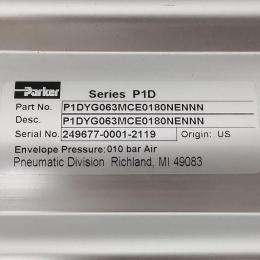 Parker Series P1D
Part No. P1DYG063MCE0180NENNN
Desc. P1DYG063MCE0180NENNN
Serial No. 249677-0001-2119 Origin: US
Envelope Pressure: 010 bar Air
Pneumatic Division Richland, MI 49083